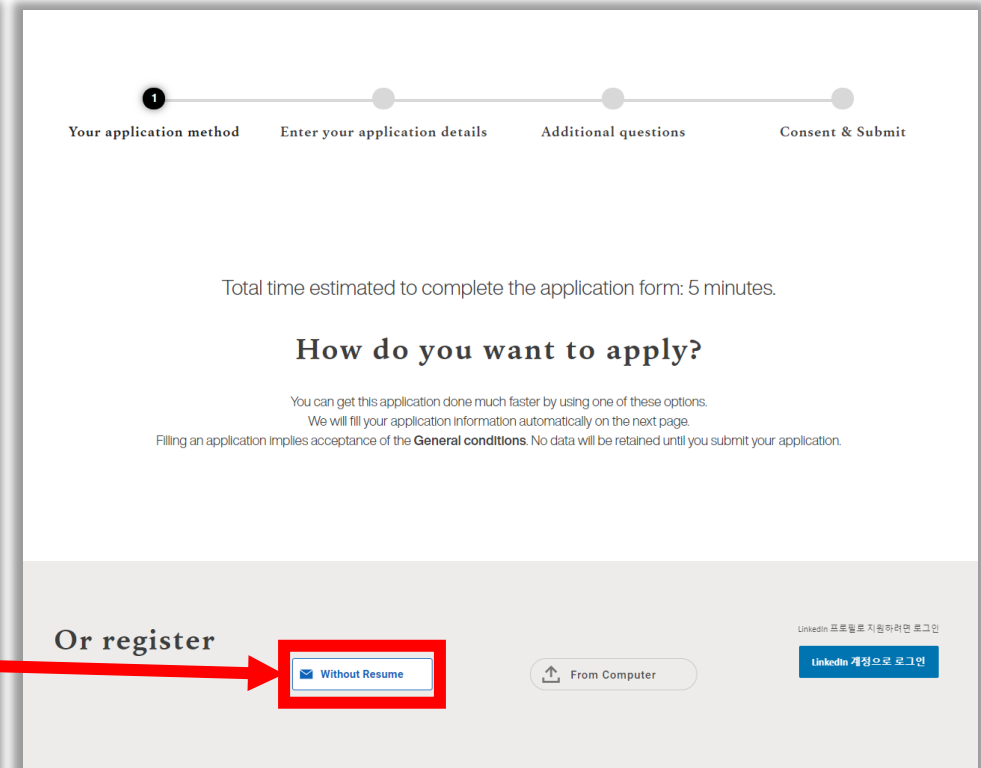 1
Your application method
Enter your application details
Additional questions
Consent & Submit
Total time estimated to complete the application form: 5 minutes.
How do you want to apply?
You can get this application done much faster by using one of these options.
We will fill your application information automatically on the next page.
Filling an application implies acceptance of the General conditions. No data will be retained until you submit your application.
Or register
Without Resume
From Computer
LinkedIn 프로필로 지원하려면 로그인
LinkedIn 계정으로 로그인